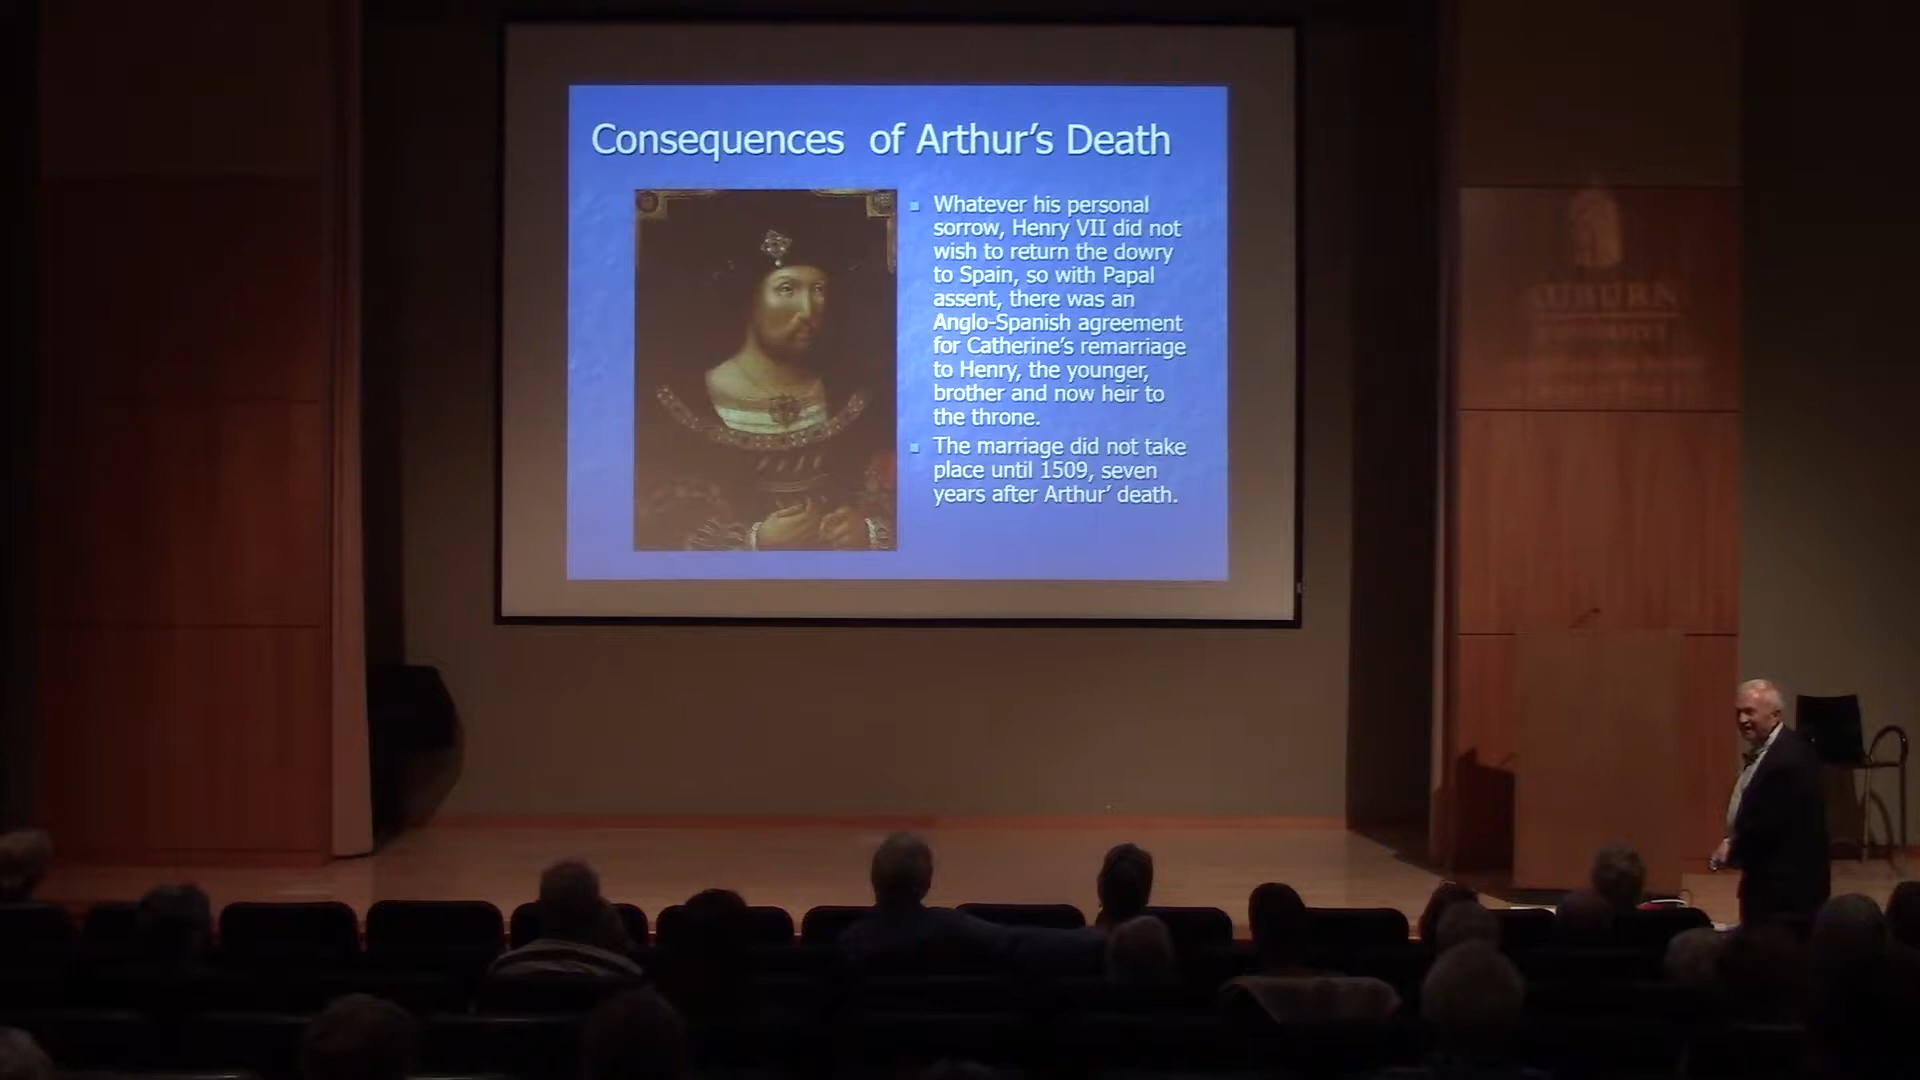 Consequences of Arthur's Death
Whatever his personal
sorrow, Henry VII did not
wish to return the dowry
to Spain, so with Papal
assent, there was an
Anglo-Spanish agreement
for Catherine's remarriage
to Henry, the younger,
brother and now heir to
the throne.
The marriage did not take
place until 1509, seven
years after Arthur' death.
AUBURN
UNIVERSITY